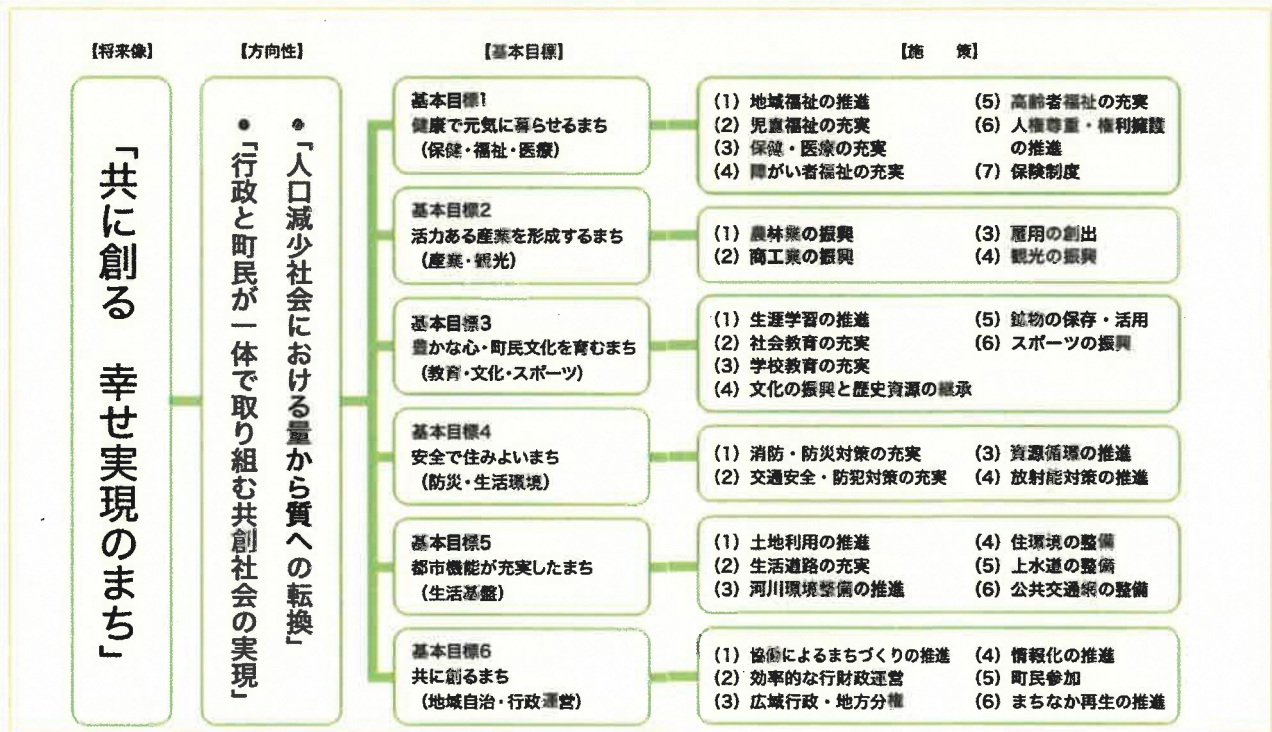 【将来像】
【方向性】
【基本目標】
【施　策】
「共に創る　幸せ実現のまち」
●「人口減少社会における量から質への転換」
●「行政と町民が一体で取り組む共創社会の実現」
基本目標1
健康で元気に暮らせるまち
（保健・福祉・医療）
(1) 地域福祉の推進
(2) 児童福祉の充実
(3) 保健・医療の充実
(4) 障がい者福祉の充実
(5) 高齢者福祉の充実
(6) 人権尊重・権利擁護
の推進
(7) 保険制度
基本目標2
活力ある産業を形成するまち
（産業・観光）
(1) 農林業の振興
(2) 商工業の振興
(3) 雇用の創出
(4) 観光の振興
基本目標3
豊かな心・町民文化を育むまち
（教育・文化・スポーツ）
(1) 生涯学習の推進
(2) 社会教育の充実
(3) 学校教育の充実
(4) 文化の振興と歴史資源の継承
(5) 鉱物の保存・活用
(6) スポーツの振興
基本目標4
安全で住みよいまち
（防災・生活環境）
(1) 消防・防災対策の充実
(2) 交通安全・防犯対策の充実
(3) 資源循環の推進
(4) 放射能対策の推進
基本目標5
都市機能が充実したまち
（生活基盤）
(1) 土地利用の推進
(2) 生活道路の充実
(3) 河川環境整備の推進
(4) 住環境の整備
(5) 上水道の整備
(6) 公共交通網の整備
基本目標6
共に創るまち
（地域自治・行政運営）
(1) 協働によるまちづくりの推進
(2) 効率的な行財政運営
(3) 広域行政・地方分権
(4) 情報化の推進
(5) 町民参加
(6) まちなか再生の推進